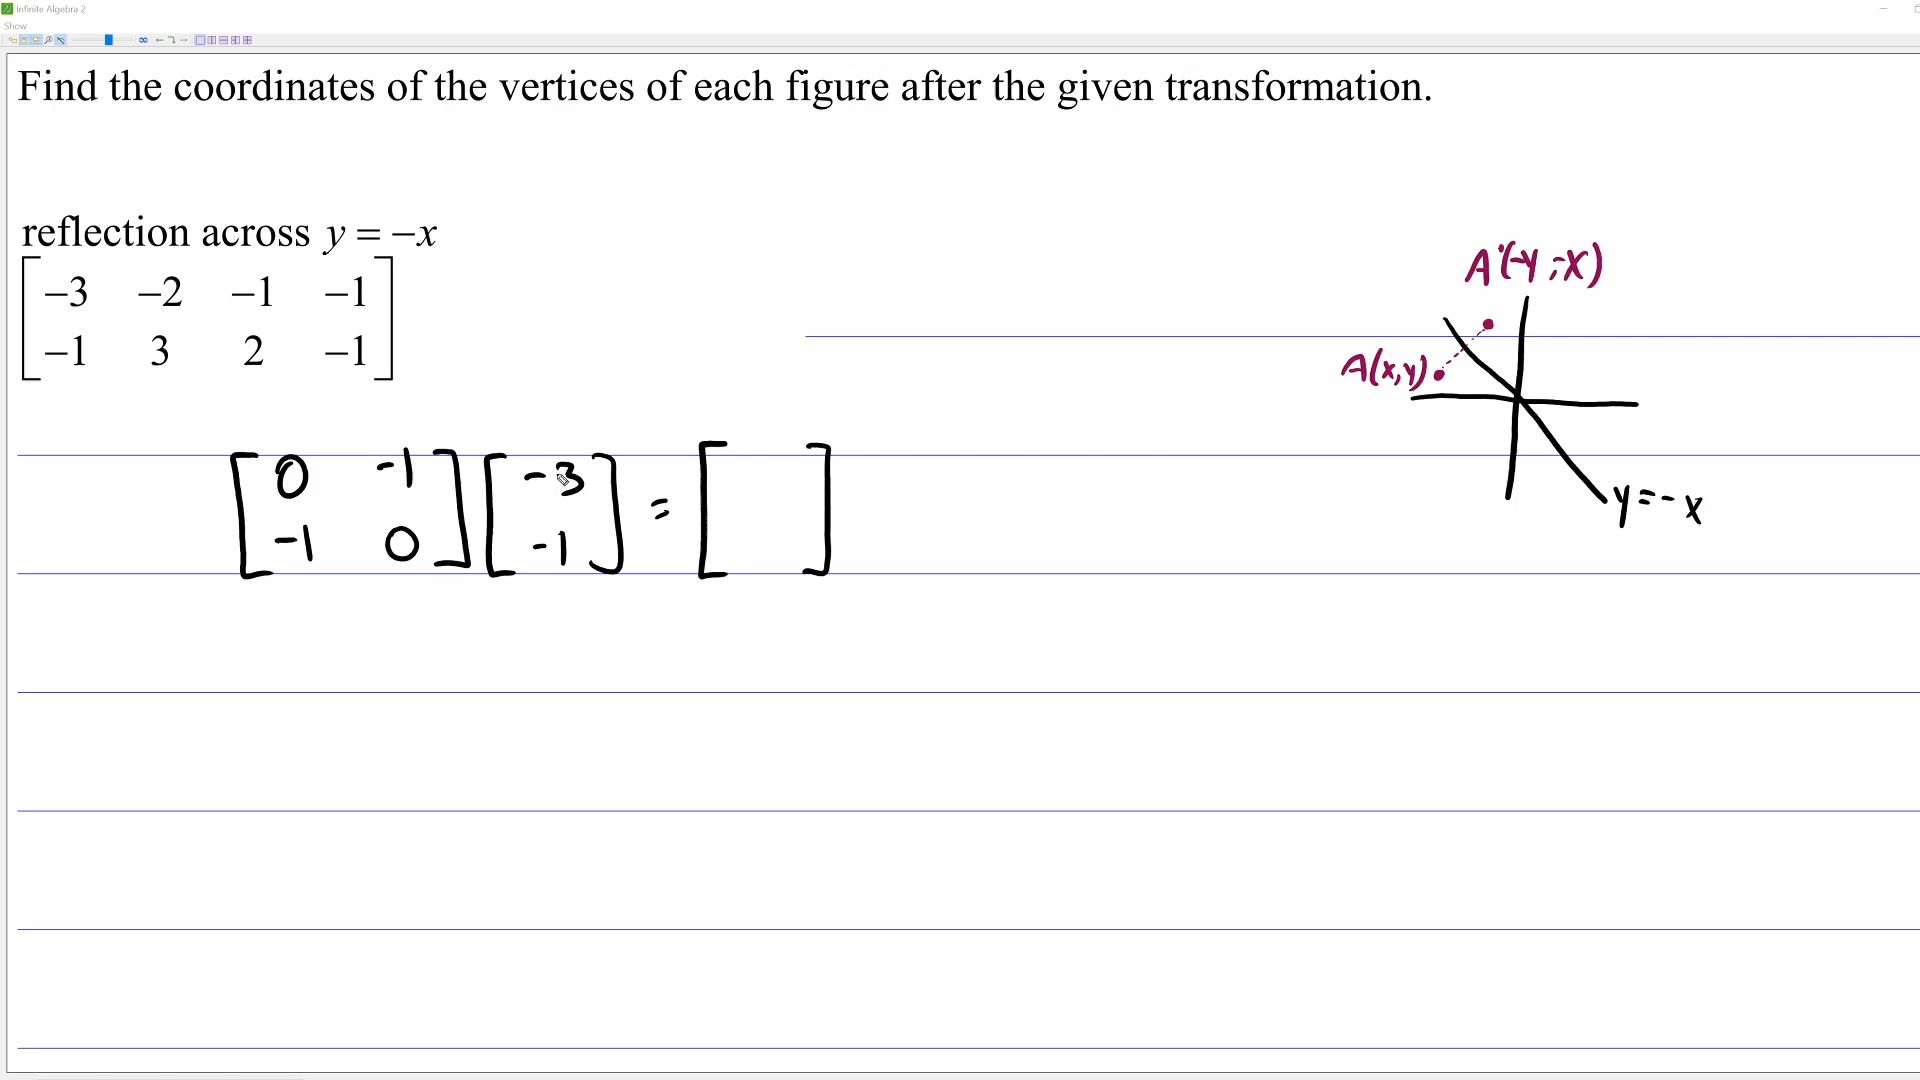 Infinite Algebra 2
Show
Find the coordinates of the vertices of each figure after the given transformation.
reflection across y = −x
−3 −2 −1 −1
−1 3 2 −1
A'(-y, -x)
A(x,y)
y = -x
0 -1 -3 =
-1 0 -1